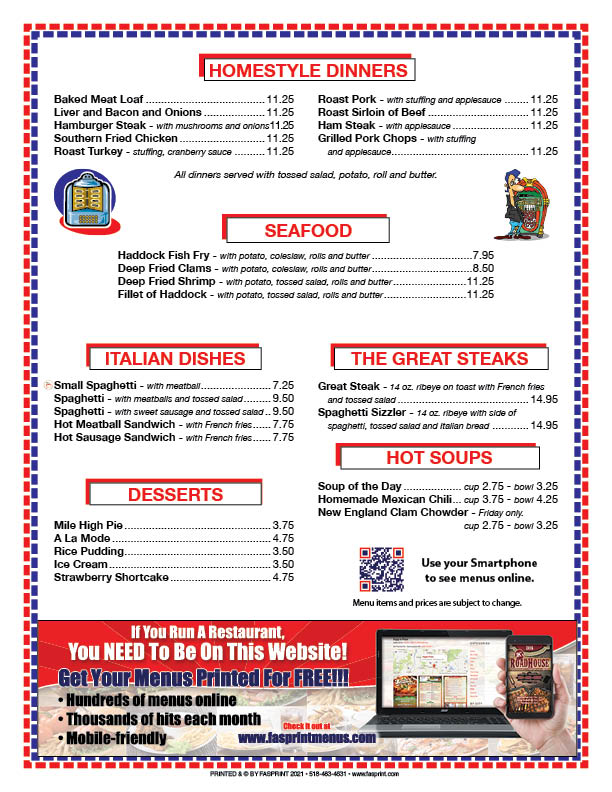 HOMESTYLE DINNERS
Baked Meat Loaf ........................................ 11.25
Liver and Bacon and Onions .................... 11.25
Hamburger Steak - with mushrooms and onions11.25
Southern Fried Chicken ............................ 11.25
Roast Turkey - stuffing, cranberry sauce .......... 11.25
Roast Pork - with stuffing and applesauce ........ 11.25
Roast Sirloin of Beef .................................. 11.25
Ham Steak - with applesauce .......................... 11.25
Grilled Pork Chops - with stuffing
and applesauce.............................................. 11.25
All dinners served with tossed salad, potato, roll and butter.
SEAFOOD
Haddock Fish Fry - with potato, coleslaw, rolls and butter .................................7.95
Deep Fried Clams - with potato, coleslaw, rolls and butter .................................8.50
Deep Fried Shrimp - with potato, tossed salad, rolls and butter........................11.25
Fillet of Haddock - with potato, tossed salad, rolls and butter...........................11.25
ITALIAN DISHES
Small Spaghetti - with meatball....................... 7.25
Spaghetti - with meatballs and tossed salad......... 9.50
Spaghetti - with sweet sausage and tossed salad .. 9.50
Hot Meatball Sandwich - with French fries...... 7.75
Hot Sausage Sandwich - with French fries...... 7.75
THE GREAT STEAKS
Great Steak - 14 oz. ribeye on toast with French fries
and tossed salad ............................................ 14.95
Spaghetti Sizzler - 14 oz. ribeye with side of
spaghetti, tossed salad and Italian bread ............ 14.95
HOT SOUPS
Soup of the Day ................... cup 2.75 - bowl 3.25
Homemade Mexican Chili... cup 3.75 - bowl 4.25
New England Clam Chowder - Friday only.
cup 2.75 - bowl 3.25
DESSERTS
Mile High Pie ................................................. 3.75
A La Mode ..................................................... 4.75
Rice Pudding................................................. 3.50
Ice Cream ...................................................... 3.50
Strawberry Shortcake .................................. 4.75
Use your Smartphone
to see menus online.
Menu items and prices are subject to change.
If You Run A Restaurant,
You NEED To Be On This Website!
Get Your Menus Printed For FREE!!!
• Hundreds of menus online
• Thousands of hits each month
• Mobile-friendly
Check it out at
www.fasprintmenus.com
ROADHOUSE
PRINTED & © BY FASPRINT 2021 • 518-483-4631 • www.fasprint.com